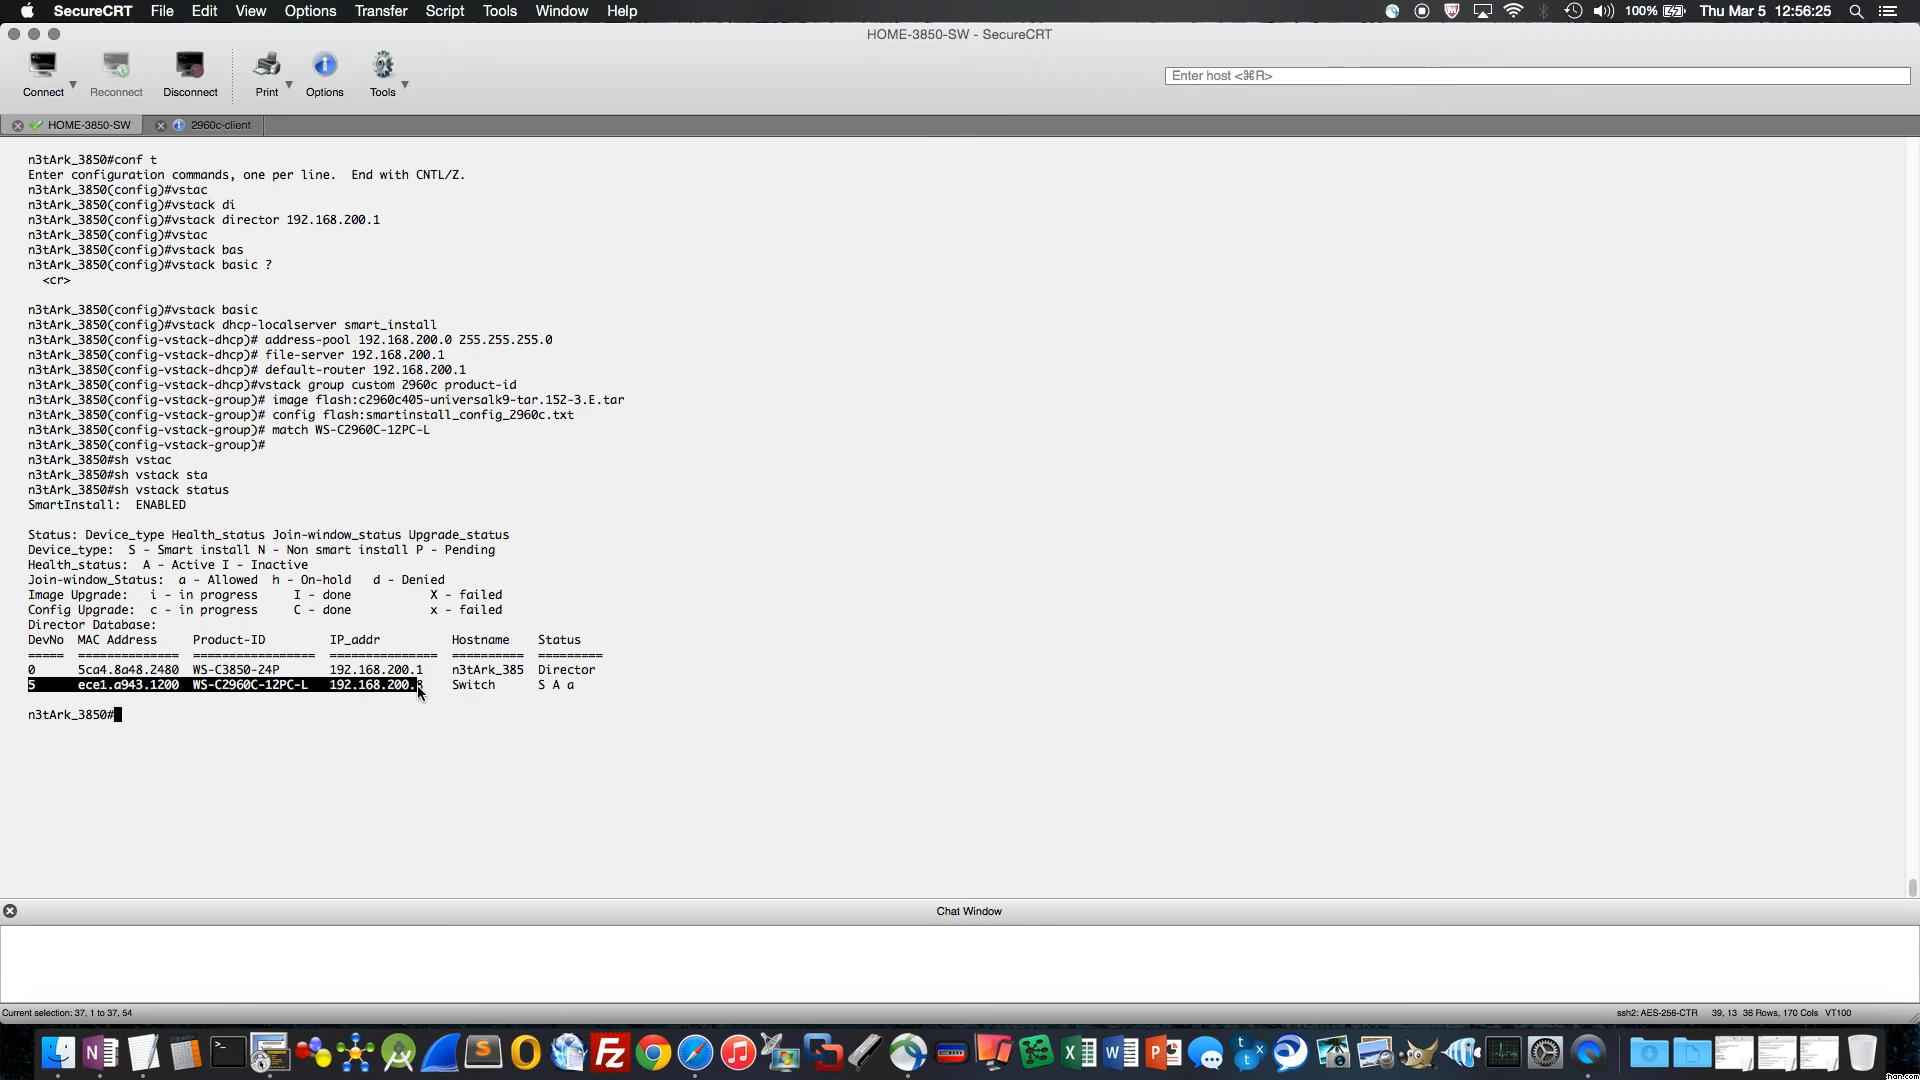 SecureCRT File Edit View Options Transfer Script Tools Window Help 100% Thu Mar 5 12:56:25
HOME-3850-SW - SecureCRT
Connect Reconnect Disconnect Print Options Tools Enter host <⌘R>
HOME-3850-SW 2960c-client
n3tArk_3850#conf t
Enter configuration commands, one per line. End with CNTL/Z.
n3tArk_3850(config)#vstac
n3tArk_3850(config)#vstack di
n3tArk_3850(config)#vstack director 192.168.200.1
n3tArk_3850(config)#vstac
n3tArk_3850(config)#vstack bas
n3tArk_3850(config)#vstack basic ?
<cr>
n3tArk_3850(config)#vstack basic
n3tArk_3850(config)#vstack dhcp-localserver smart_install
n3tArk_3850(config-vstack-dhcp)# address-pool 192.168.200.0 255.255.255.0
n3tArk_3850(config-vstack-dhcp)# file-server 192.168.200.1
n3tArk_3850(config-vstack-dhcp)# default-router 192.168.200.1
n3tArk_3850(config-vstack-dhcp)#vstack group custom 2960c product-id
n3tArk_3850(config-vstack-group)# image flash:c2960c405-universalk9-tar.152-3.E.tar
n3tArk_3850(config-vstack-group)# config flash:smartinstall_config_2960c.txt
n3tArk_3850(config-vstack-group)# match WS-C2960C-12PC-L
n3tArk_3850(config-vstack-group)#
n3tArk_3850#sh vstac
n3tArk_3850#sh vstack sta
n3tArk_3850#sh vstack status
SmartInstall: ENABLED
Status: Device_type Health_status Join-window_status Upgrade_status
Device_type: S - Smart install N - Non smart install P - Pending
Health_status: A - Active I - Inactive
Join-window_Status: a - Allowed h - On-hold d - Denied
Image Upgrade: i - in progress I - done X - failed
Config Upgrade: c - in progress C - done x - failed
Director Database:
DevNo MAC Address Product-ID IP_addr Hostname Status
===== ============== ================= =============== ========== =========
0 5ca4.8a48.2480 WS-C3850-24P 192.168.200.1 n3tArk_385 Director
5 ece1.a943.1200 WS-C2960C-12PC-L 192.168.200. Switch S A a
n3tArk_3850#
Chat Window
Current selection: 37, 1 to 37, 54 ssh2: AES-256-CTR 39, 13 36 Rows, 170 Cols VT100